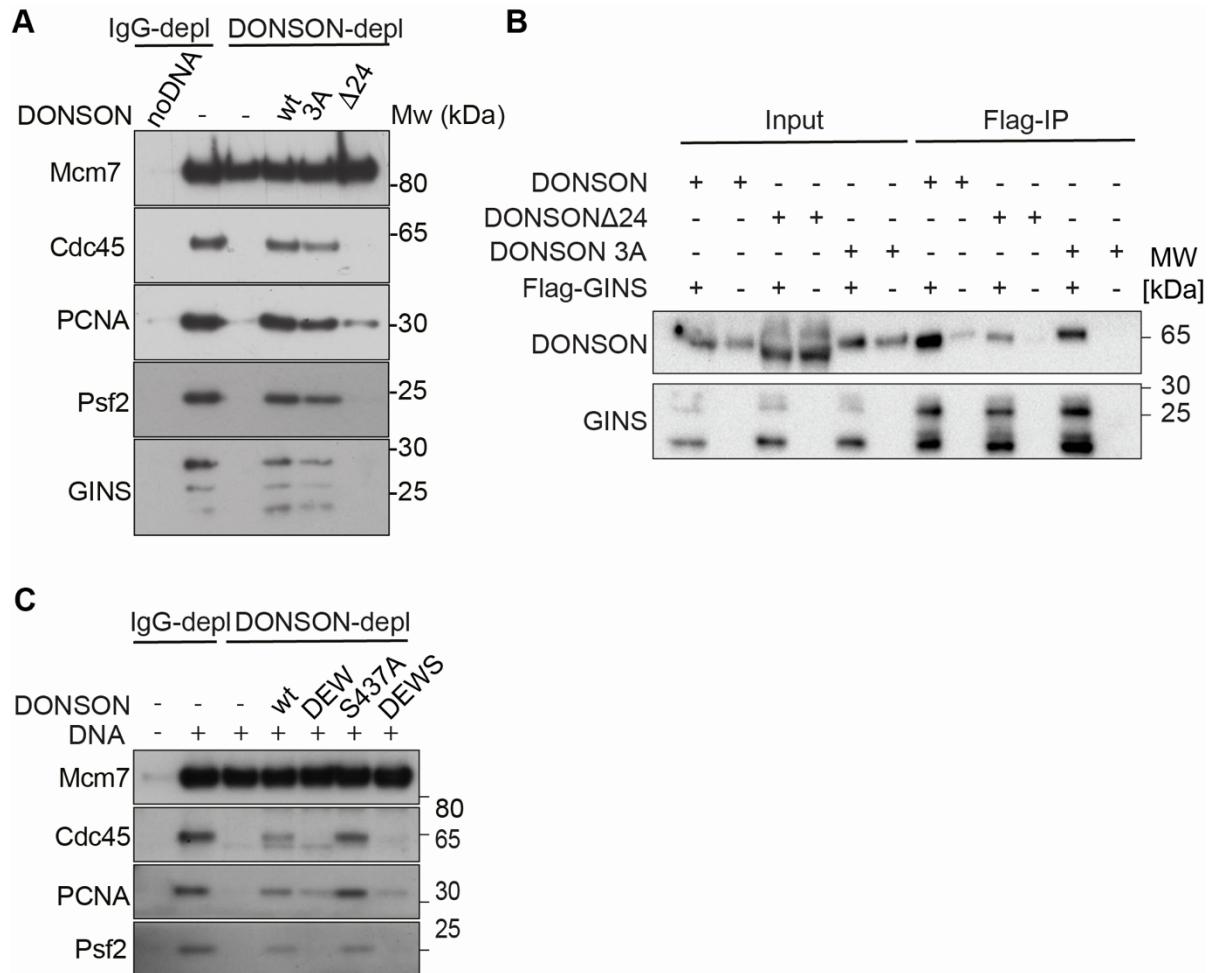 A
IgG-depl DONSON-depl
DONSON noDNA - - wt 3A Δ24 Mw (kDa)
Mcm7 -80
Cdc45 -65
PCNA -30
Psf2 -25
GINS -30
-25
B
Input Flag-IP
DONSON + + - - - - + + - - - -
DONSONΔ24 - - + + - - - - + + - -
DONSON 3A - - - - + + - - - - + + MW
Flag-GINS + - + - + - + - + - + - [kDa]
DONSON 65
GINS 30
25
C
IgG-depl DONSON-depl
DONSON - - - wt DEW S437A DEWS
DNA - + + + + + +
Mcm7
80
Cdc45 65
PCNA 30
25
Psf2